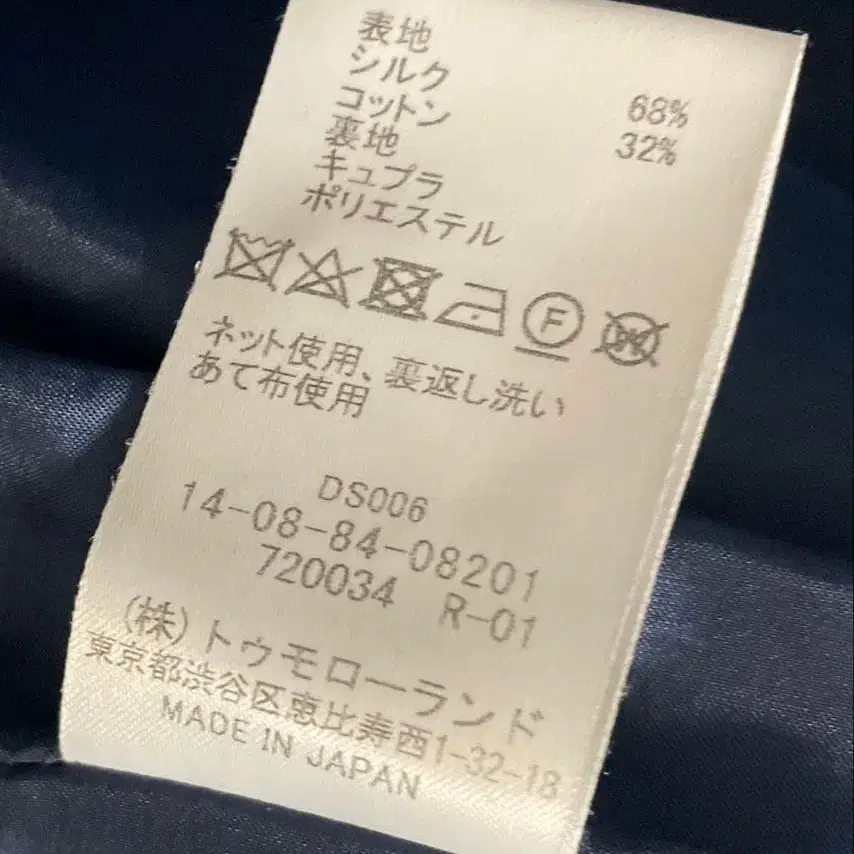 表地
シルク 68%
コットン 32%
裏地
キュプラ
ポリエステル
F
ネット使用、裏返し洗い
あて布使用
DS006
14-08-84-08201
720034 R-01
(株)トゥモローランド
東京都渋谷区恵比寿西1-32-18
MADE IN JAPAN